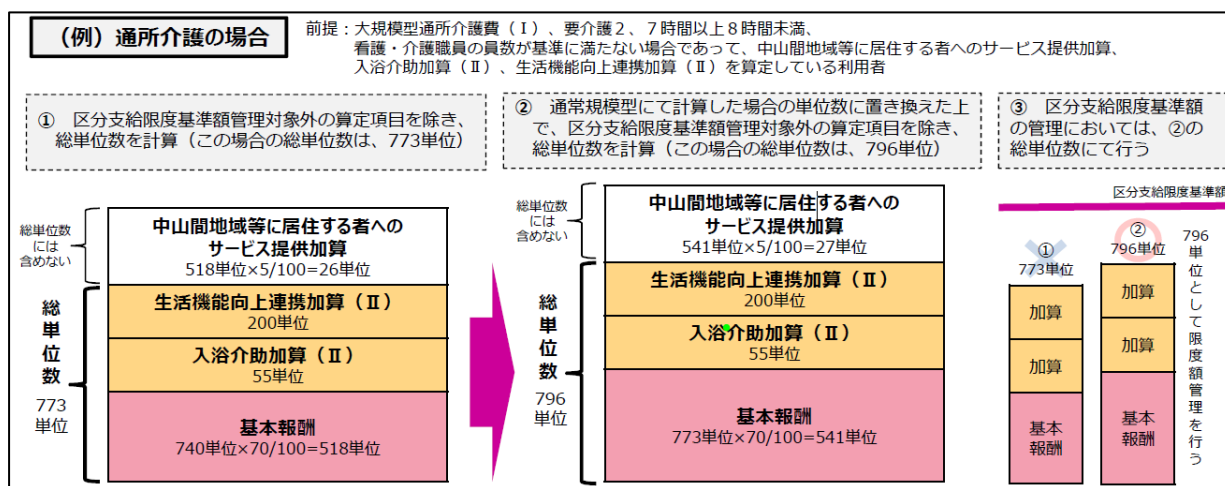 （例）通所介護の場合
前提：大規模型通所介護費（Ⅰ）、要介護２、７時間以上８時間未満、
看護・介護職員の員数が基準に満たない場合であって、中山間地域等に居住する者へのサービス提供加算、
入浴介助加算（Ⅱ）、生活機能向上連携加算（Ⅱ）を算定している利用者
①　区分支給限度基準額管理対象外の算定項目を除き、
総単位数を計算（この場合の総単位数は、773単位）
②　通常規模型にて計算した場合の単位数に置き換えた上
で、区分支給限度基準額管理対象外の算定項目を除き、
総単位数を計算（この場合の総単位数は、796単位）
③　区分支給限度基準額
の管理においては、②の
総単位数にて行う
総単位数
には
含めない
中山間地域等に居住する者への
サービス提供加算
518単位×5/100=26単位
生活機能向上連携加算（Ⅱ）
200単位
入浴介助加算（Ⅱ）
55単位
基本報酬
740単位×70/100=518単位
総単位数
773
単位
総単位数
には
含めない
中山間地域等に居住する者への
サービス提供加算
541単位×5/100=27単位
生活機能向上連携加算（Ⅱ）
200単位
入浴介助加算（Ⅱ）
55単位
基本報酬
773単位×70/100=541単位
総単位数
796
単位
区分支給限度基準額
①
773単位
加算
加算
基本
報酬
②
796単位
加算
加算
基本
報酬
796単位として限度額管理を行う